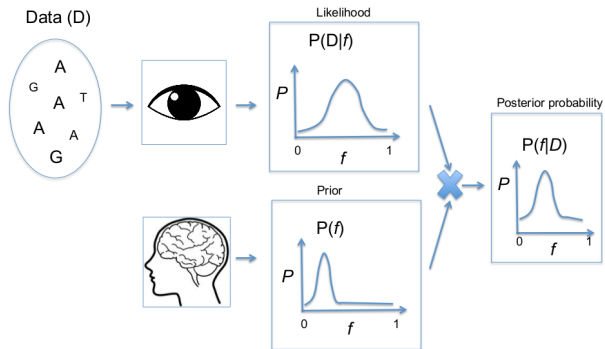 Data (D)
A
G
T
A
A
A
G
Likelihood
P(D|f)
P
0
1
f
Prior
P(f)
P
0
1
f
Posterior probability
P(f|D)
P
0
1
f